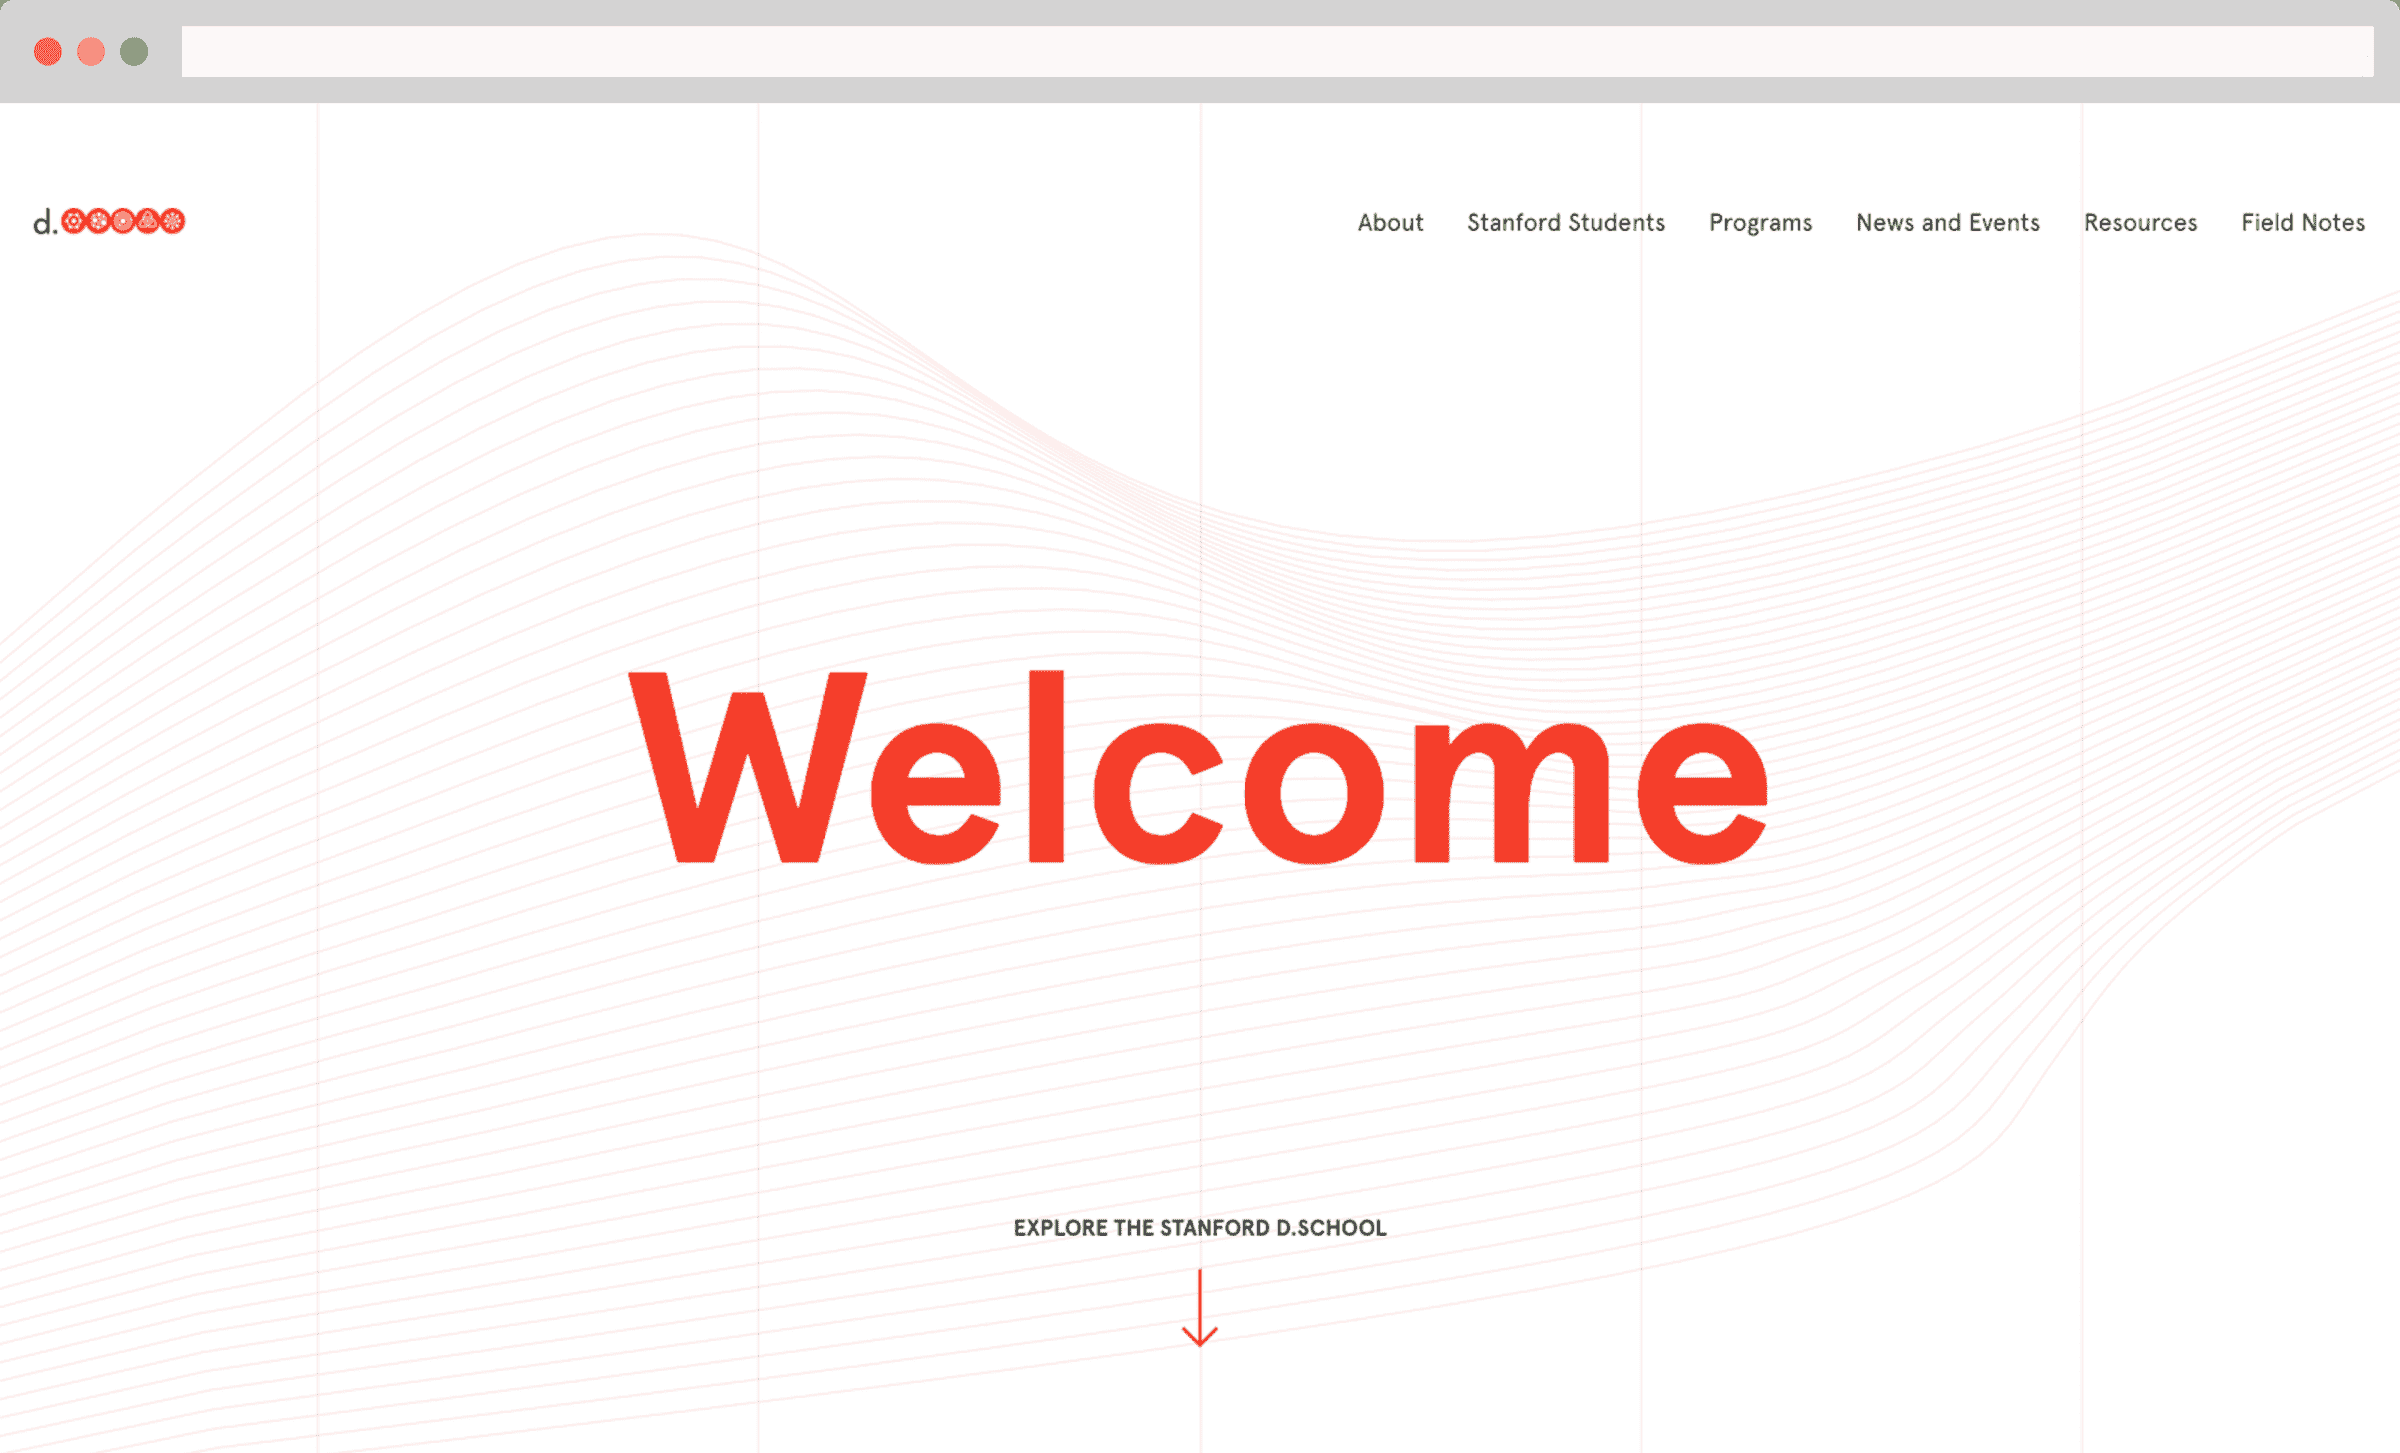 d.
About Stanford Students Programs News and Events Resources Field Notes
Welcome
EXPLORE THE STANFORD D.SCHOOL